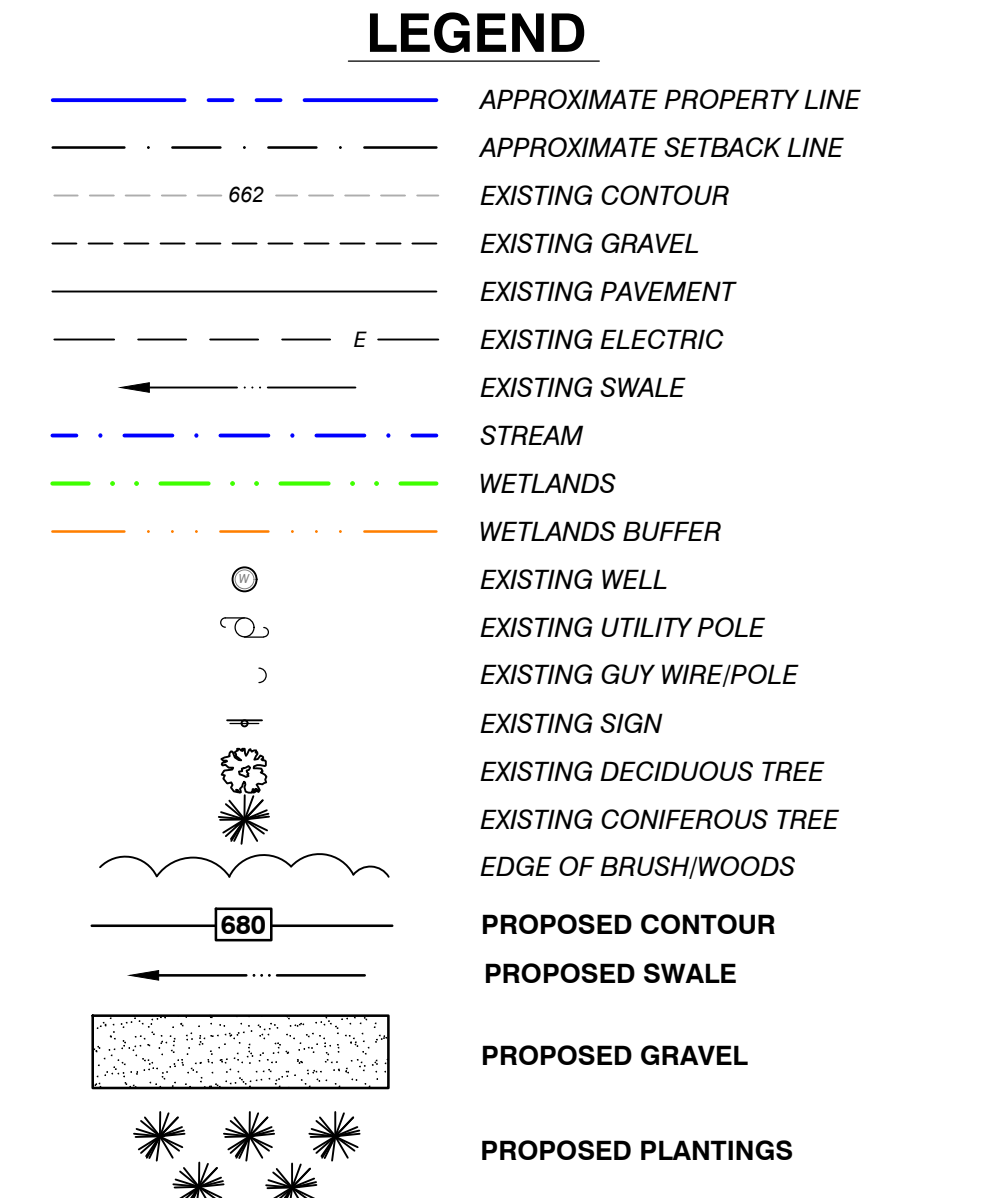 LEGEND
APPROXIMATE PROPERTY LINE
APPROXIMATE SETBACK LINE
662 EXISTING CONTOUR
EXISTING GRAVEL
EXISTING PAVEMENT
E EXISTING ELECTRIC
EXISTING SWALE
STREAM
WETLANDS
WETLANDS BUFFER
W EXISTING WELL
EXISTING UTILITY POLE
EXISTING GUY WIRE/POLE
EXISTING SIGN
EXISTING DECIDUOUS TREE
EXISTING CONIFEROUS TREE
EDGE OF BRUSH/WOODS
680 PROPOSED CONTOUR
PROPOSED SWALE
PROPOSED GRAVEL
PROPOSED PLANTINGS